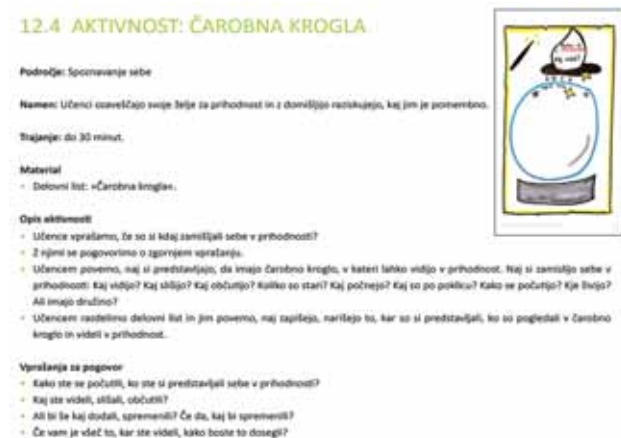 12.4 AKTIVNOST: ČAROBNA KROGLA
Področje: Spoznavanje sebe
Namen: Učenci osaveščajo svoje želje za prihodnost in z domišljijo raziskujejo, kaj jim je pomembno.
Trajanje: do 30 minut.
Material
• Delovni list: »Čarobna krogla«.
Opis aktivnosti
• Učence vprašamo, če so si kdaj zamišljali sebe v prihodnosti?
• Z njimi se pogovorimo o zgornjem vprašanju.
• Učencem povemo, naj si predstavljajo, da imajo čarobno kroglo, v kateri lahko vidijo v prihodnost. Naj si zamislijo sebe v
prihodnosti: Kaj vidijo? Kaj slišijo? Kaj občutijo? Koliko so stari? Kaj počnejo? Kaj so po poklicu? Kako se počutijo? Kje živijo?
Ali imajo družino?
• Učencem razdelimo delovni list in jim povemo, naj zapišejo, narišejo to, kar so si predstavljali, ko so pogledali v čarobno
kroglo in videli v prihodnost.
Vprašanja za pogovor
• Kako ste se počutili, ko ste si predstavljali sebe v prihodnosti?
• Kaj ste videli, slišali, občutili?
• Ali bi še kaj dodali, spremenili? Če da, kaj bi spremenili?
• Če vam je všeč to, kar ste videli, kako boste to dosegli?